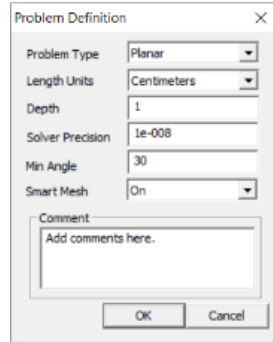 Problem Definition
Problem Type Planar
Length Units Centimeters
Depth 1
Solver Precision 1e-008
Min Angle 30
Smart Mesh On
Comment
Add comments here.
OK Cancel